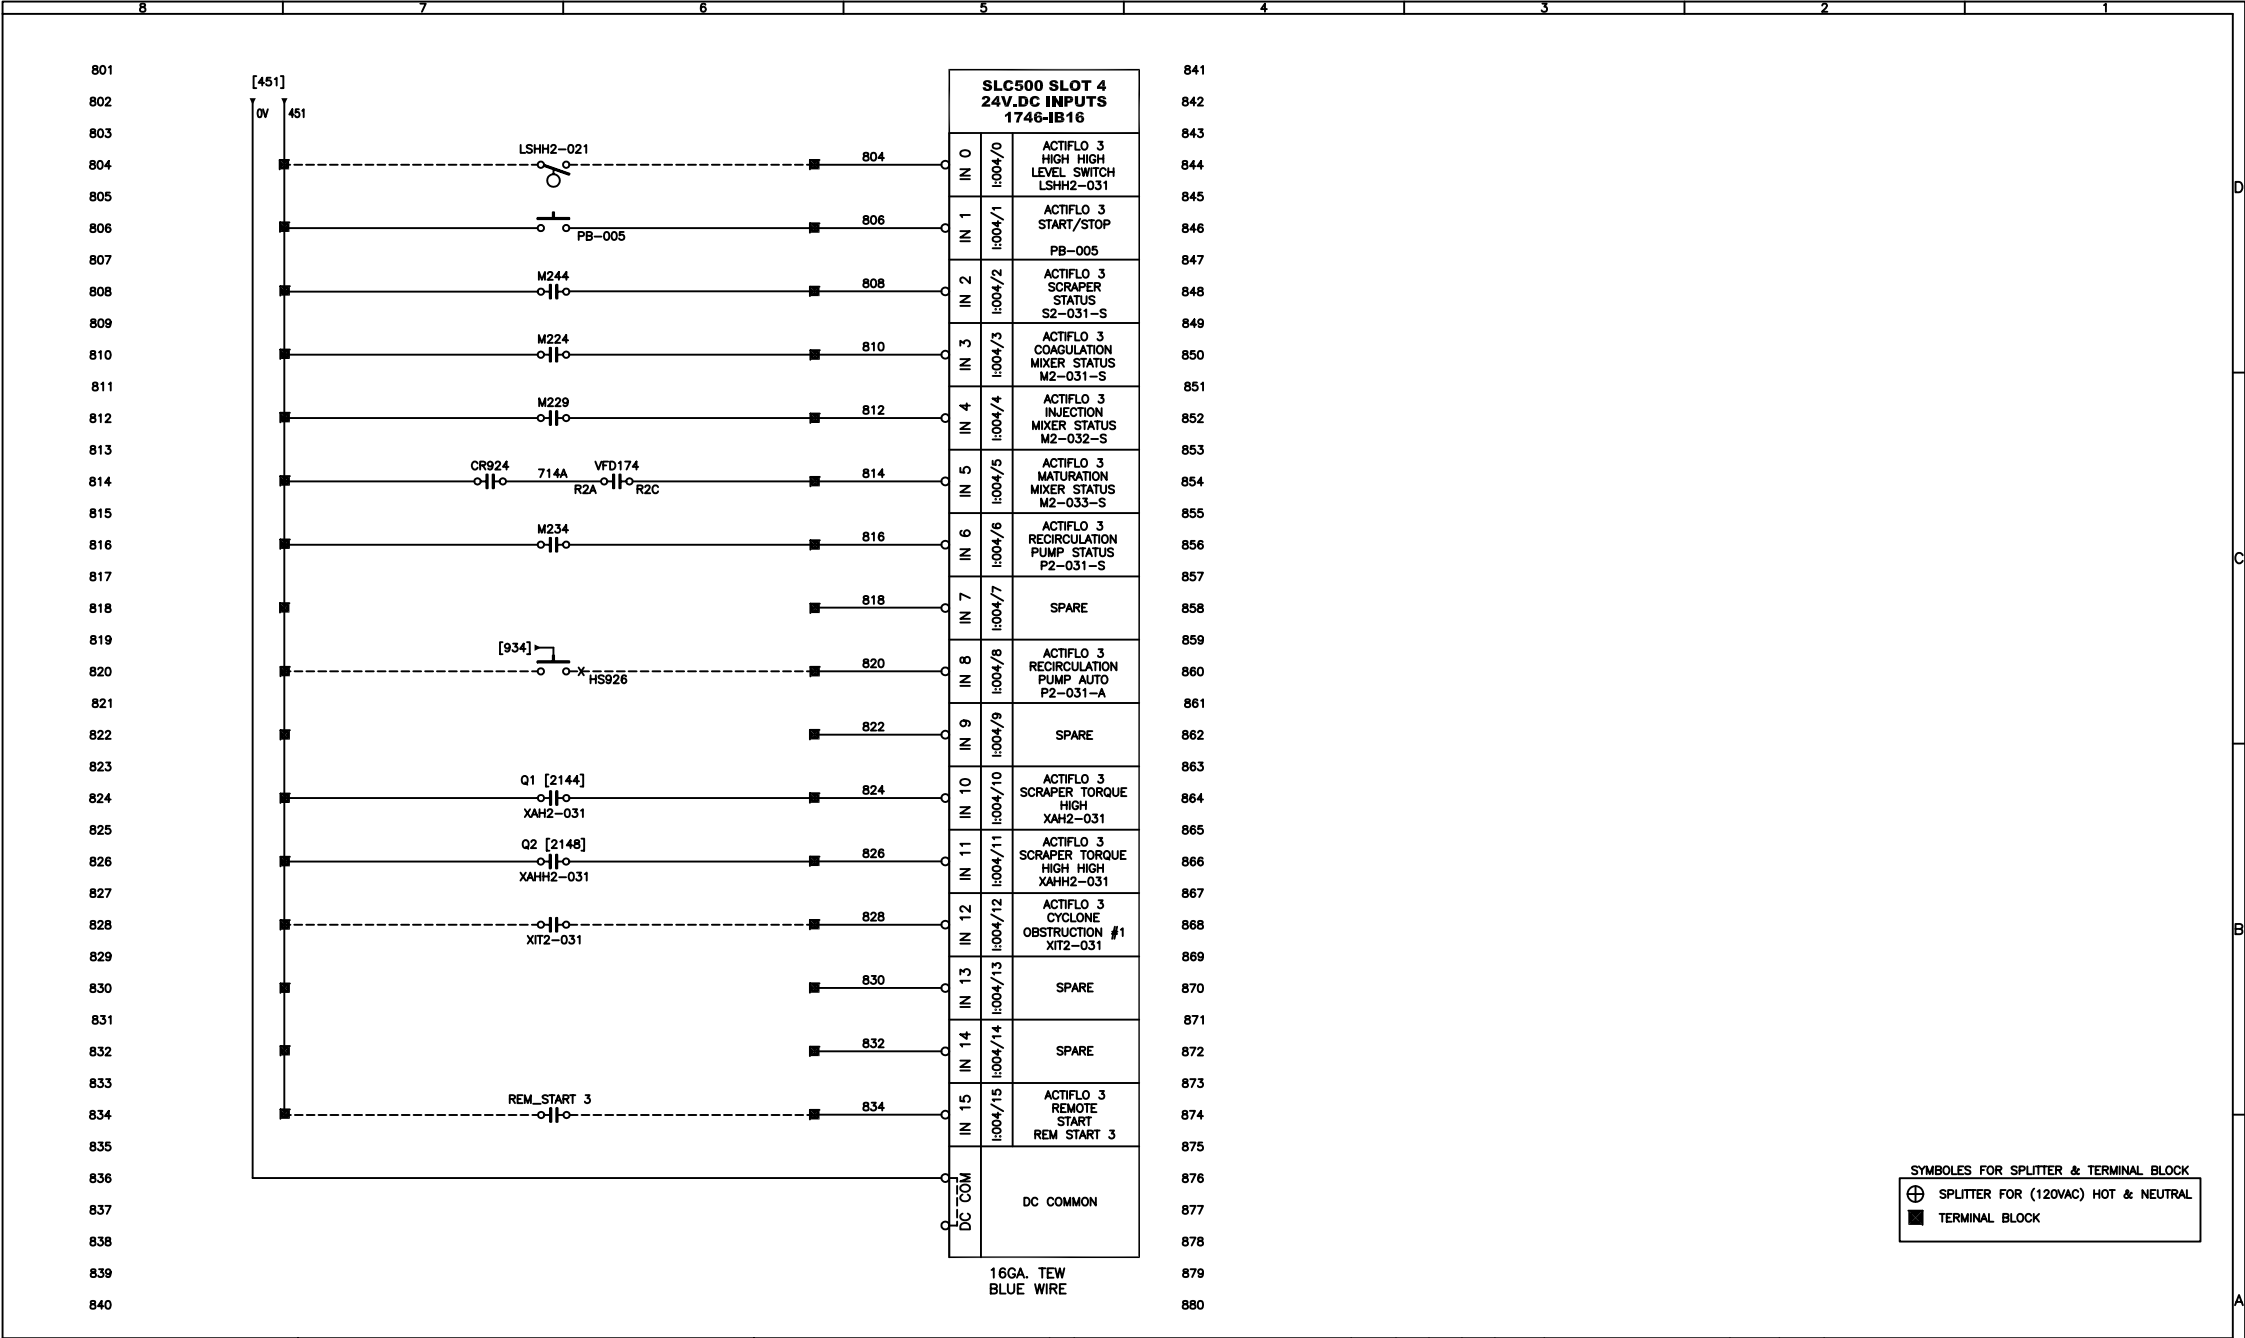 8 7 6 5 4 3 2 1
D
C
B
A
801
802
803
804
805
806
807
808
809
810
811
812
813
814
815
816
817
818
819
820
821
822
823
824
825
826
827
828
829
830
831
832
833
834
835
836
837
838
839
840
[451]
0V 451
LSHH2-021
804
PB-005
806
M244
808
M224
810
M229
812
CR924 714A VFD174
R2A R2C
814
M234
816
818
[934]
HS926
820
822
Q1 [2144]
XAH2-031
824
Q2 [2148]
XAHH2-031
826
XIT2-031
828
830
832
REM_START 3
834
SLC500 SLOT 4
24V.DC INPUTS
1746-IB16
IN 0
I:004/0
ACTIFLO 3
HIGH HIGH
LEVEL SWITCH
LSHH2-031
IN 1
I:004/1
ACTIFLO 3
START/STOP
PB-005
IN 2
I:004/2
ACTIFLO 3
SCRAPER
STATUS
S2-031-S
IN 3
I:004/3
ACTIFLO 3
COAGULATION
MIXER STATUS
M2-031-S
IN 4
I:004/4
ACTIFLO 3
INJECTION
MIXER STATUS
M2-032-S
IN 5
I:004/5
ACTIFLO 3
MATURATION
MIXER STATUS
M2-033-S
IN 6
I:004/6
ACTIFLO 3
RECIRCULATION
PUMP STATUS
P2-031-S
IN 7
I:004/7
SPARE
IN 8
I:004/8
ACTIFLO 3
RECIRCULATION
PUMP AUTO
P2-031-A
IN 9
I:004/9
SPARE
IN 10
I:004/10
ACTIFLO 3
SCRAPER TORQUE
HIGH
XAH2-031
IN 11
I:004/11
ACTIFLO 3
SCRAPER TORQUE
HIGH HIGH
XAHH2-031
IN 12
I:004/12
ACTIFLO 3
CYCLONE
OBSTRUCTION #1
XIT2-031
IN 13
I:004/13
SPARE
IN 14
I:004/14
SPARE
IN 15
I:004/15
ACTIFLO 3
REMOTE
START
REM START 3
DC COM
DC COMMON
16GA. TEW
BLUE WIRE
841
842
843
844
845
846
847
848
849
850
851
852
853
854
855
856
857
858
859
860
861
862
863
864
865
866
867
868
869
870
871
872
873
874
875
876
877
878
879
880
SYMBOLES FOR SPLITTER & TERMINAL BLOCK
SPLITTER FOR (120VAC) HOT & NEUTRAL
TERMINAL BLOCK